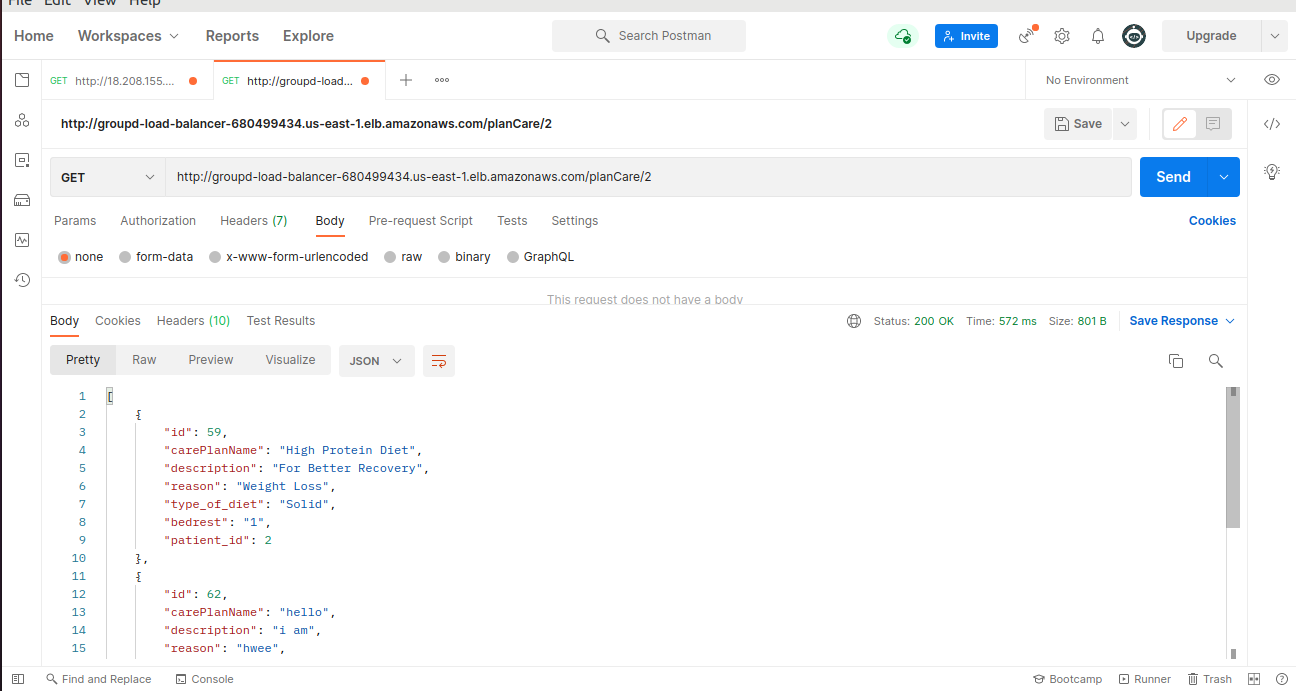 File Edit View Help
Home Workspaces Reports Explore Search Postman Invite Upgrade
GET http://18.208.155.... GET http://groupd-load... No Environment
http://groupd-load-balancer-680499434.us-east-1.elb.amazonaws.com/planCare/2 Save
GET http://groupd-load-balancer-680499434.us-east-1.elb.amazonaws.com/planCare/2 Send
Params Authorization Headers (7) Body Pre-request Script Tests Settings Cookies
none form-data x-www-form-urlencoded raw binary GraphQL
This request does not have a body
Body Cookies Headers (10) Test Results Status: 200 OK Time: 572 ms Size: 801 B Save Response
Pretty Raw Preview Visualize JSON
1 [
2 {
3 "id": 59,
4 "carePlanName": "High Protein Diet",
5 "description": "For Better Recovery",
6 "reason": "Weight Loss",
7 "type_of_diet": "Solid",
8 "bedrest": "1",
9 "patient_id": 2
10 },
11 {
12 "id": 62,
13 "carePlanName": "hello",
14 "description": "i am",
15 "reason": "hwee",
Find and Replace Console Bootcamp Runner Trash